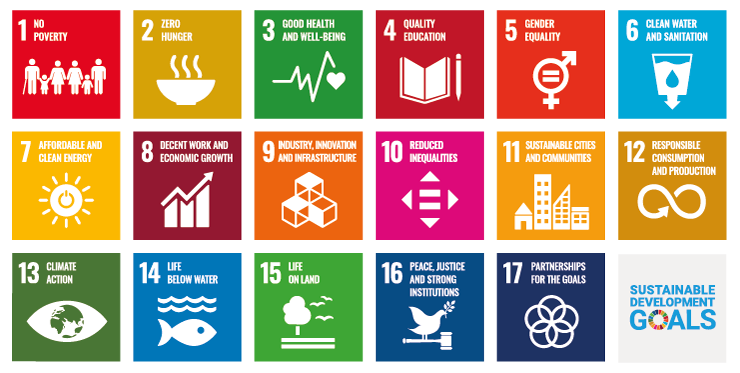 1 NO
POVERTY
2 ZERO
HUNGER
3 GOOD HEALTH
AND WELL-BEING
4 QUALITY
EDUCATION
5 GENDER
EQUALITY
6 CLEAN WATER
AND SANITATION
7 AFFORDABLE AND
CLEAN ENERGY
8 DECENT WORK AND
ECONOMIC GROWTH
9 INDUSTRY, INNOVATION
AND INFRASTRUCTURE
10 REDUCED
INEQUALITIES
11 SUSTAINABLE CITIES
AND COMMUNITIES
12 RESPONSIBLE
CONSUMPTION
AND PRODUCTION
13 CLIMATE
ACTION
14 LIFE
BELOW WATER
15 LIFE
ON LAND
16 PEACE, JUSTICE
AND STRONG
INSTITUTIONS
17 PARTNERSHIPS
FOR THE GOALS
SUSTAINABLE
DEVELOPMENT
GOALS